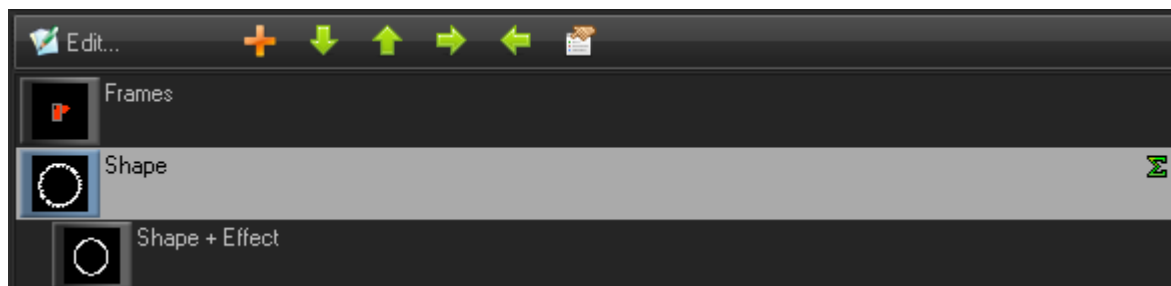 Edit...
Frames
Shape
Σ
Shape + Effect